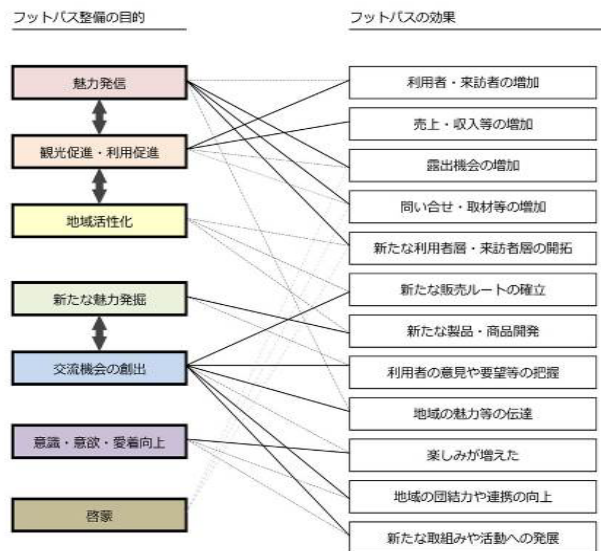 フットパス整備の目的
フットパスの効果
魅力発信
観光促進・利用促進
地域活性化
新たな魅力発掘
交流機会の創出
意識・意欲・愛着向上
啓蒙
利用者・来訪者の増加
売上・収入等の増加
露出機会の増加
問い合せ・取材等の増加
新たな利用者層・来訪者層の開拓
新たな販売ルートの確立
新たな製品・商品開発
利用者の意見や要望等の把握
地域の魅力等の伝達
楽しみが増えた
地域の団結力や連携の向上
新たな取組みや活動への発展